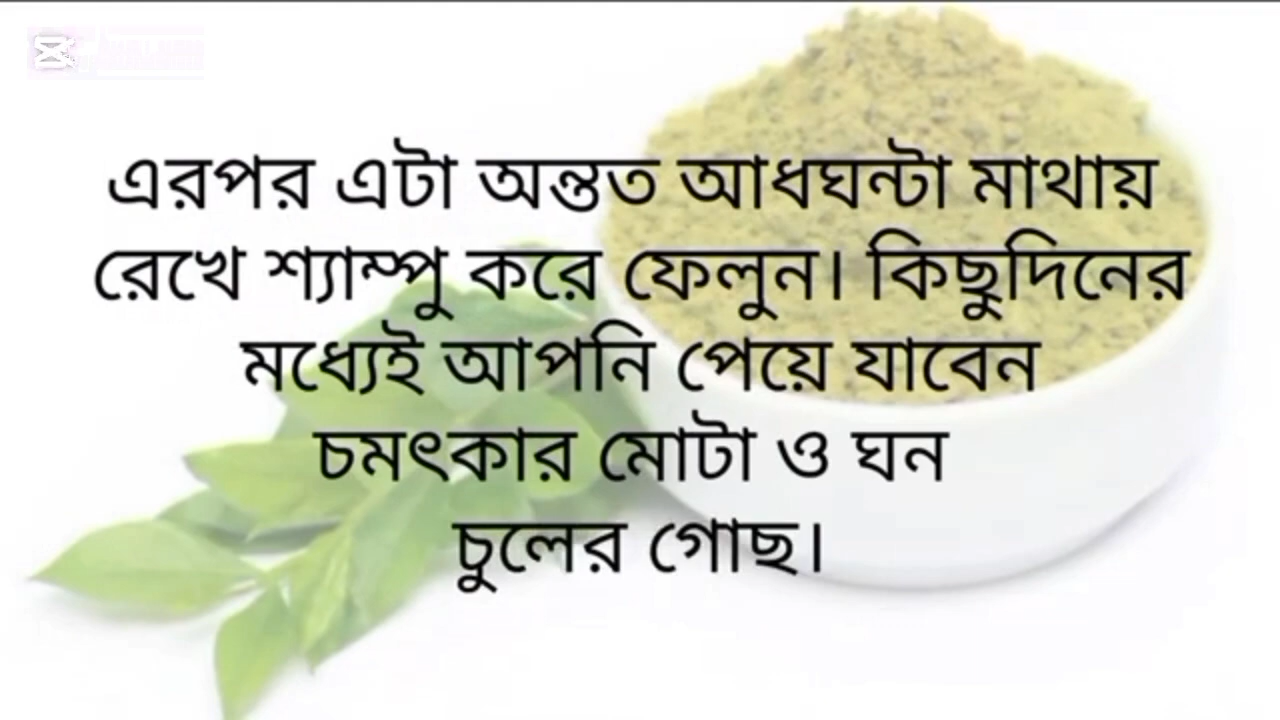 এরপর এটা অন্তত আধঘন্টা মাথায়
রেখে শ্যাম্পু করে ফেলুন। কিছুদিনের
মধ্যেই আপনি পেয়ে যাবেন
চমৎকার মোটা ও ঘন
চুলের গোছ।